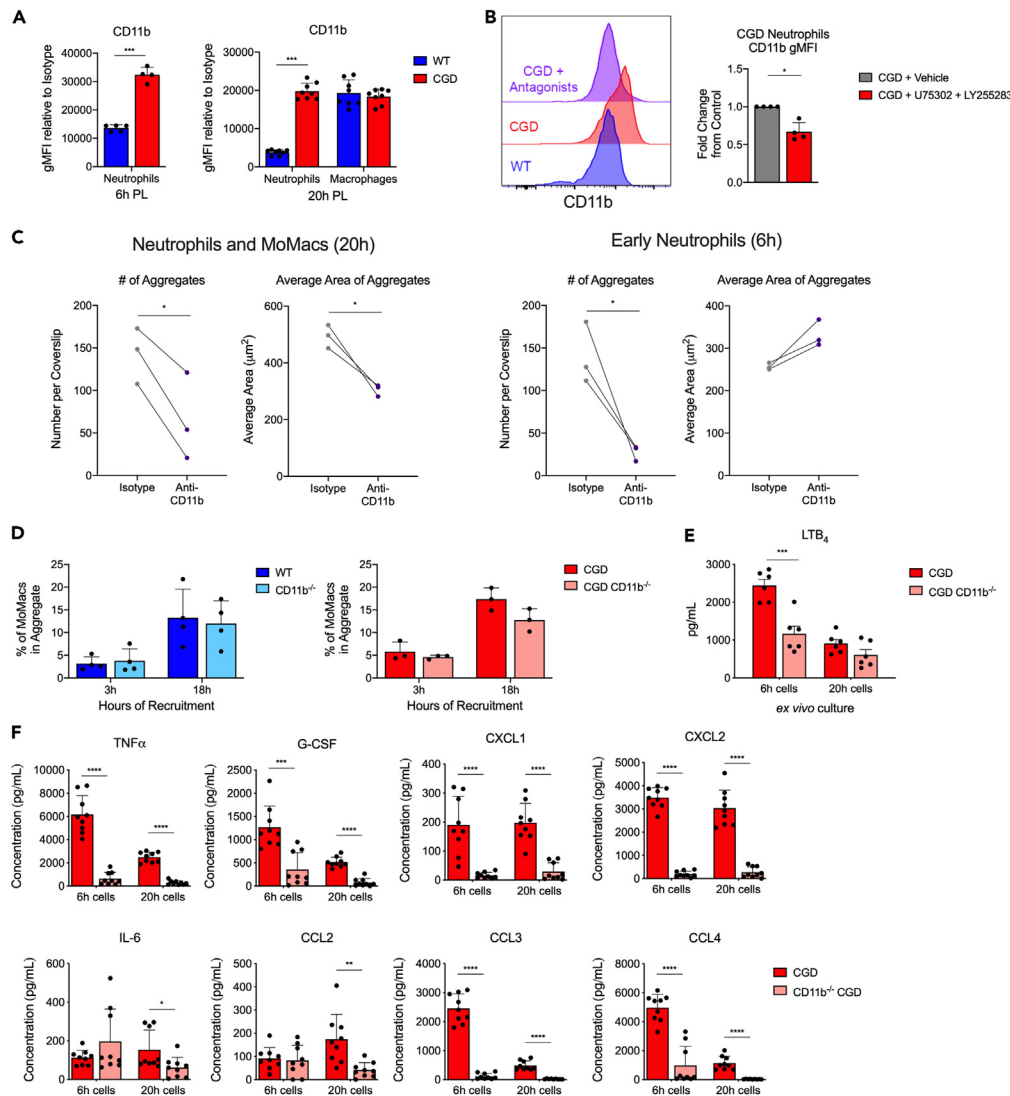 A
CD11b
gMFI relative to Isotype
40000
30000
20000
10000
0
***
Neutrophils
6h PL
CD11b
gMFI relative to Isotype
30000
20000
10000
0
***
Neutrophils
Macrophages
20h PL
WT
CGD
B
CGD +
Antagonists
CGD
WT
CD11b
CGD Neutrophils
CD11b gMFI
Fold Change
from Control
1.5
1.0
0.5
0.0
*
CGD + Vehicle
CGD + U75302 + LY255283
C
Neutrophils and MoMacs (20h)
# of Aggregates
Number per Coverslip
200
150
100
50
0
*
Isotype
Anti-
CD11b
Average Area of Aggregates
Average Area (µm2)
600
400
200
0
*
Isotype
Anti-
CD11b
Early Neutrophils (6h)
# of Aggregates
Number per Coverslip
200
150
100
50
0
*
Isotype
Anti-
CD11b
Average Area of Aggregates
Average Area (µm2)
400
300
200
100
0
Isotype
Anti-
CD11b
D
% of MoMacs
in Aggregate
25
20
15
10
5
0
3h
18h
Hours of Recruitment
WT
CD11b-/-
% of MoMacs
in Aggregate
25
20
15
10
5
0
3h
18h
Hours of Recruitment
CGD
CGD CD11b-/-
E
LTB4
pg/mL
3000
2000
1000
0
***
6h cells
20h cells
ex vivo culture
CGD
CGD CD11b-/-
F
TNFα
Concentration (pg/mL)
10000
8000
6000
4000
2000
0
****
****
6h cells
20h cells
G-CSF
Concentration (pg/mL)
2500
2000
1500
1000
500
0
***
****
6h cells
20h cells
CXCL1
Concentration (pg/mL)
400
300
200
100
0
****
****
6h cells
20h cells
CXCL2
Concentration (pg/mL)
5000
4000
3000
2000
1000
0
****
****
6h cells
20h cells
IL-6
Concentration (pg/mL)
600
400
200
0
*
6h cells
20h cells
CCL2
Concentration (pg/mL)
500
400
300
200
100
0
**
6h cells
20h cells
CCL3
Concentration (pg/mL)
4000
3000
2000
1000
0
****
****
6h cells
20h cells
CCL4
Concentration (pg/mL)
8000
6000
4000
2000
0
****
****
6h cells
20h cells
CGD
CD11b-/- CGD